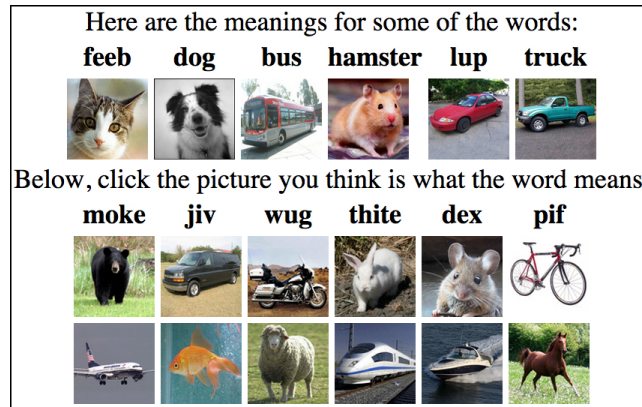 Here are the meanings for some of the words:
feeb dog bus hamster lup truck
Below, click the picture you think is what the word means
moke jiv wug thite dex pif